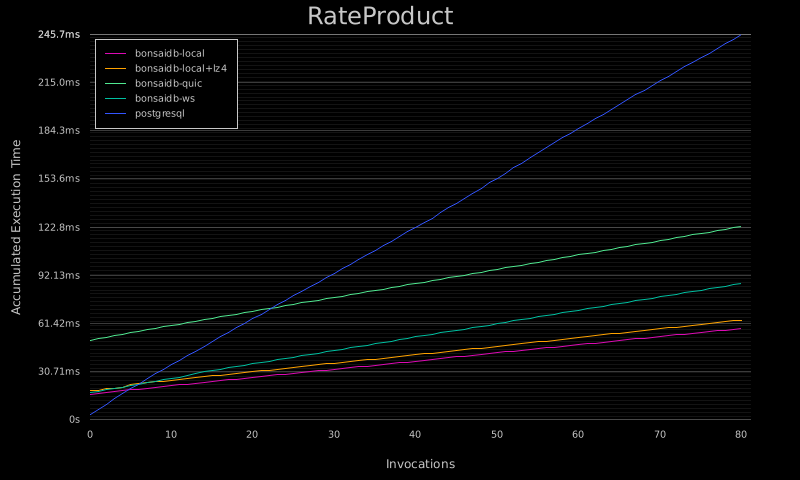 RateProduct
245.7ms
215.0ms
184.3ms
153.6ms
122.8ms
92.13ms
61.42ms
30.71ms
0s
bonsaidb-local
bonsaidb-local+lz4
bonsaidb-quic
bonsaidb-ws
postgresql
Accumulated Execution Time
0 10 20 30 40 50 60 70 80
Invocations